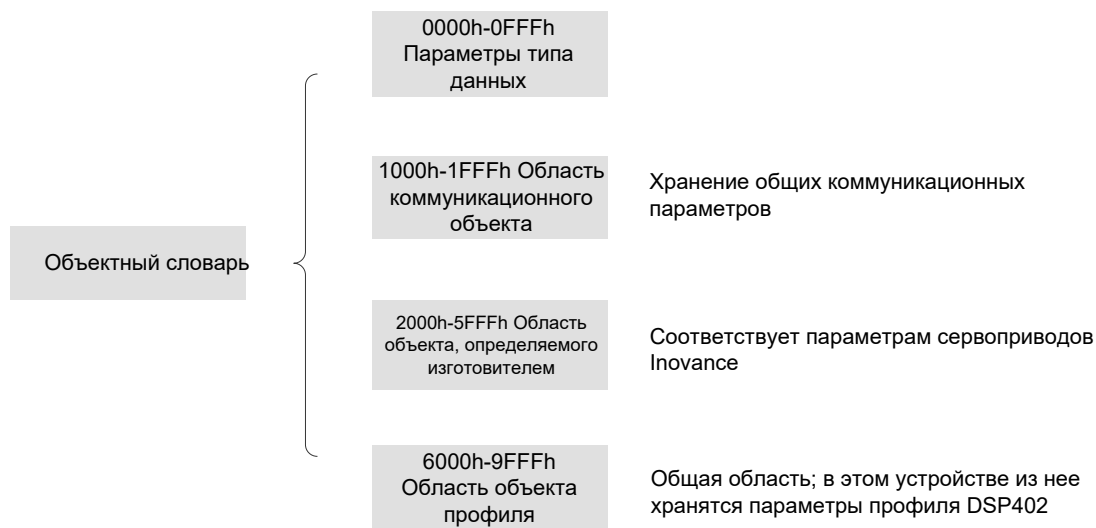 0000h-0FFFh
Параметры типа
данных
1000h-1FFFh Область
коммуникационного
объекта
Хранение общих коммуникационных
параметров
Объектный словарь
2000h-5FFFh Область
объекта, определяемого
изготовителем
Соответствует параметрам сервоприводов
Inovance
6000h-9FFFh
Область объекта
профиля
Общая область; в этом устройстве из нее
хранятся параметры профиля DSP402